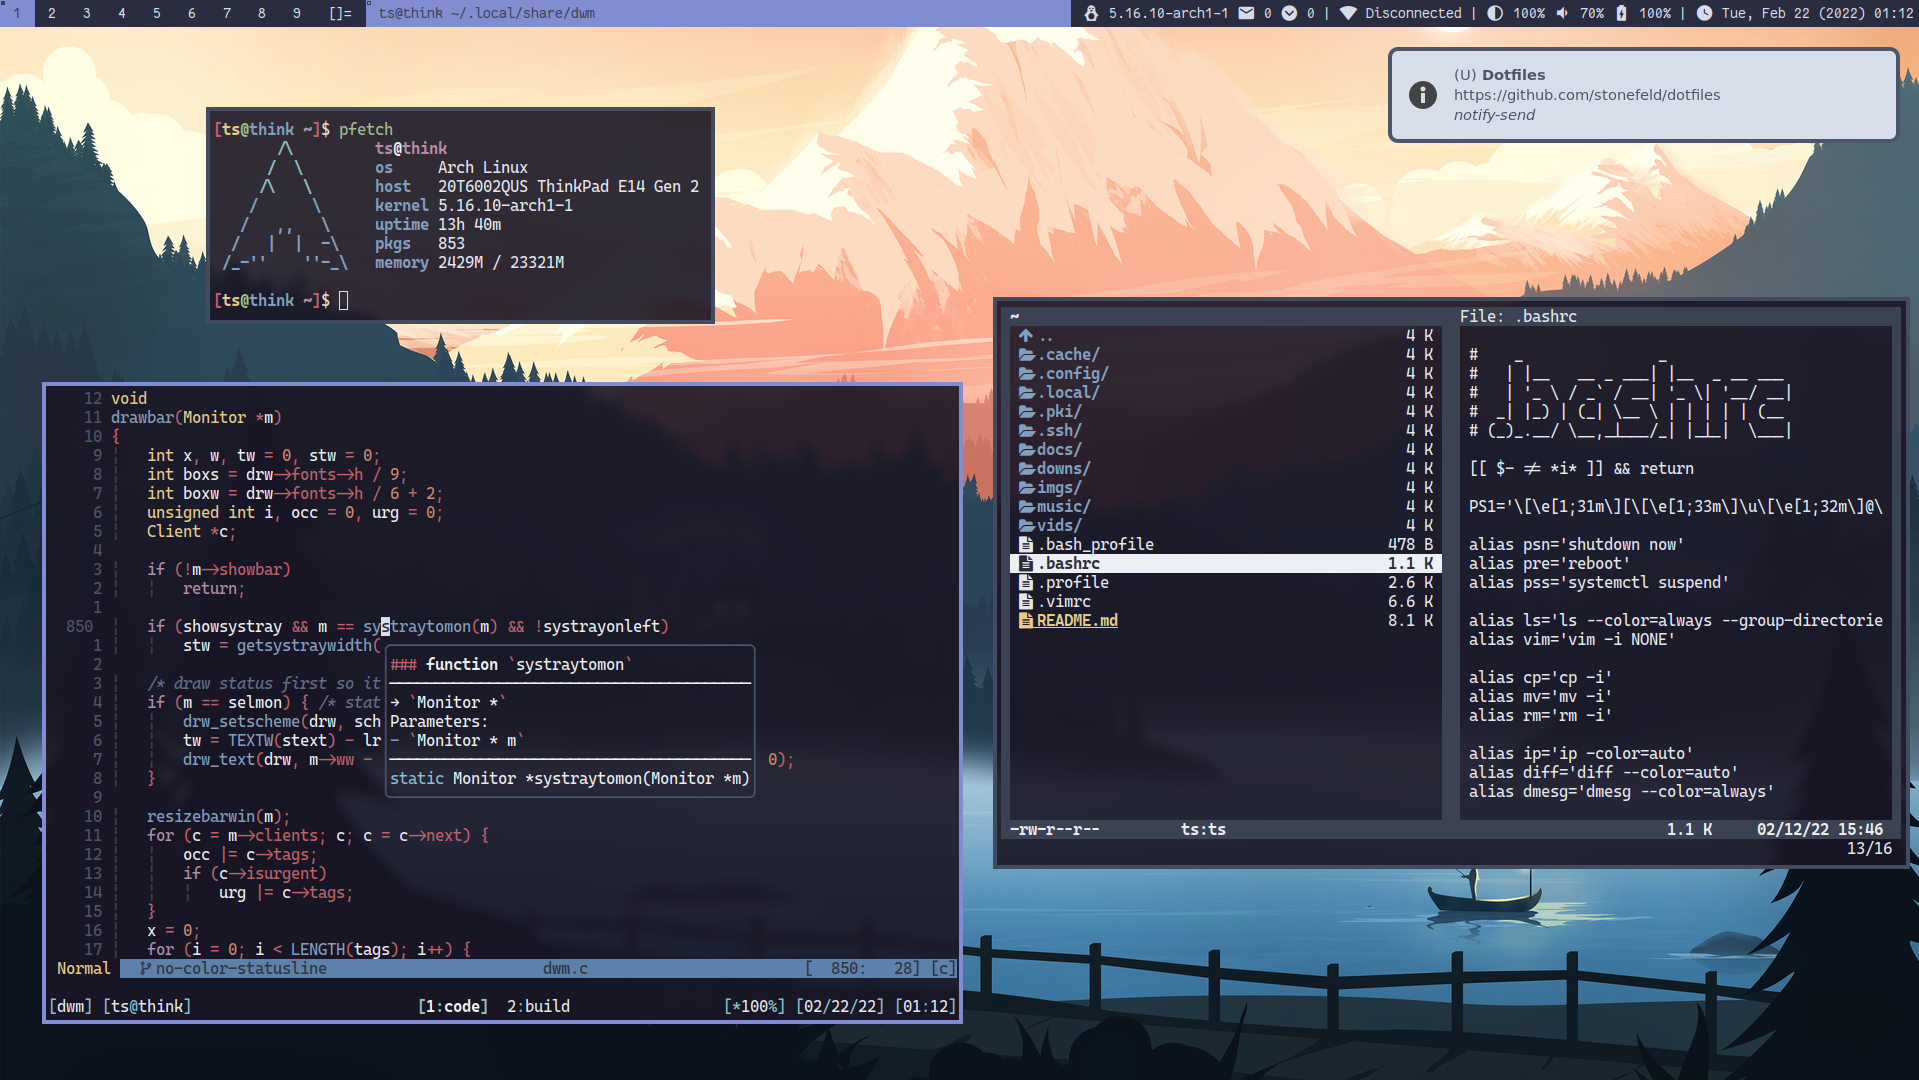 1 2 3 4 5 6 7 8 9 []= ts@think ~/.local/share/dwm 5.16.10-arch1-1 0 0 | Disconnected | 100% 70% 100% | Tue, Feb 22 (2022) 01:12
(U) Dotfiles
https://github.com/stonefeld/dotfiles
notify-send
[ts@think ~]$ pfetch
ts@think
os Arch Linux
host 20T6002QUS ThinkPad E14 Gen 2
kernel 5.16.10-arch1-1
uptime 13h 40m
pkgs 853
memory 2429M / 23321M
[ts@think ~]$
12 void
11 drawbar(Monitor *m)
10 {
9 int x, w, tw = 0, stw = 0;
8 int boxs = drw->fonts->h / 9;
7 int boxw = drw->fonts->h / 6 + 2;
6 unsigned int i, occ = 0, urg = 0;
5 Client *c;
4
3 if (!m->showbar)
2 return;
1
850 if (showsystray && m == systraytomon(m) && !systrayonleft)
1 stw = getsystraywidth(
2
3 /* draw status first so it
4 if (m == selmon) { /* stat
5 drw_setscheme(drw, sch
6 tw = TEXTW(stext) - lr
7 drw_text(drw, m->ww - 0);
8 }
9
10 resizebarwin(m);
11 for (c = m->clients; c; c = c->next) {
12 occ |= c->tags;
13 if (c->isurgent)
14 urg |= c->tags;
15 }
16 x = 0;
17 for (i = 0; i < LENGTH(tags); i++) {
### function `systraytomon`
→ `Monitor *`
Parameters:
- `Monitor * m`
static Monitor *systraytomon(Monitor *m)
Normal no-color-statusline dwm.c [ 850: 28] [c]
[dwm] [ts@think] [1:code] 2:build [*100%] [02/22/22] [01:12]
~
.. 4 K
.cache/ 4 K
.config/ 4 K
.local/ 4 K
.pki/ 4 K
.ssh/ 4 K
docs/ 4 K
downs/ 4 K
imgs/ 4 K
music/ 4 K
vids/ 4 K
.bash_profile 478 B
.bashrc 1.1 K
.profile 2.6 K
.vimrc 6.6 K
README.md 8.1 K
File: .bashrc
#
#
#
#
#
[[ $- != *i* ]] && return
PS1='\[\e[1;31m\][\[\e[1;33m\]\u\[\e[1;32m\]@\
alias psn='shutdown now'
alias pre='reboot'
alias pss='systemctl suspend'
alias ls='ls --color=always --group-directorie
alias vim='vim -i NONE'
alias cp='cp -i'
alias mv='mv -i'
alias rm='rm -i'
alias ip='ip -color=auto'
alias diff='diff --color=auto'
alias dmesg='dmesg --color=always'
-rw-r--r-- ts:ts 1.1 K 02/12/22 15:46
13/16